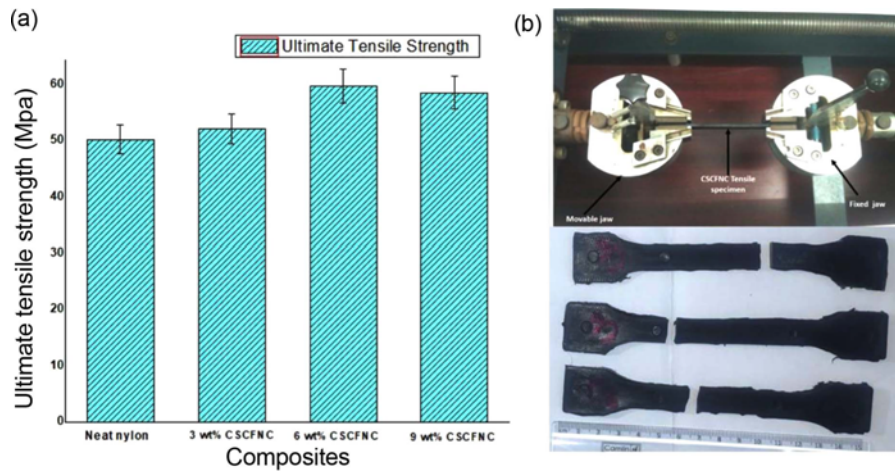 (a)
Ultimate Tensile Strength
Ultimate tensile strength (Mpa)
60
50
40
30
20
10
0
Neat nylon
3 wt% CSCFNC
6 wt% CSCFNC
9 wt% CSCFNC
Composites
(b)
CSCFNC Tensile
specimen
Movable jaw
Fixed jaw